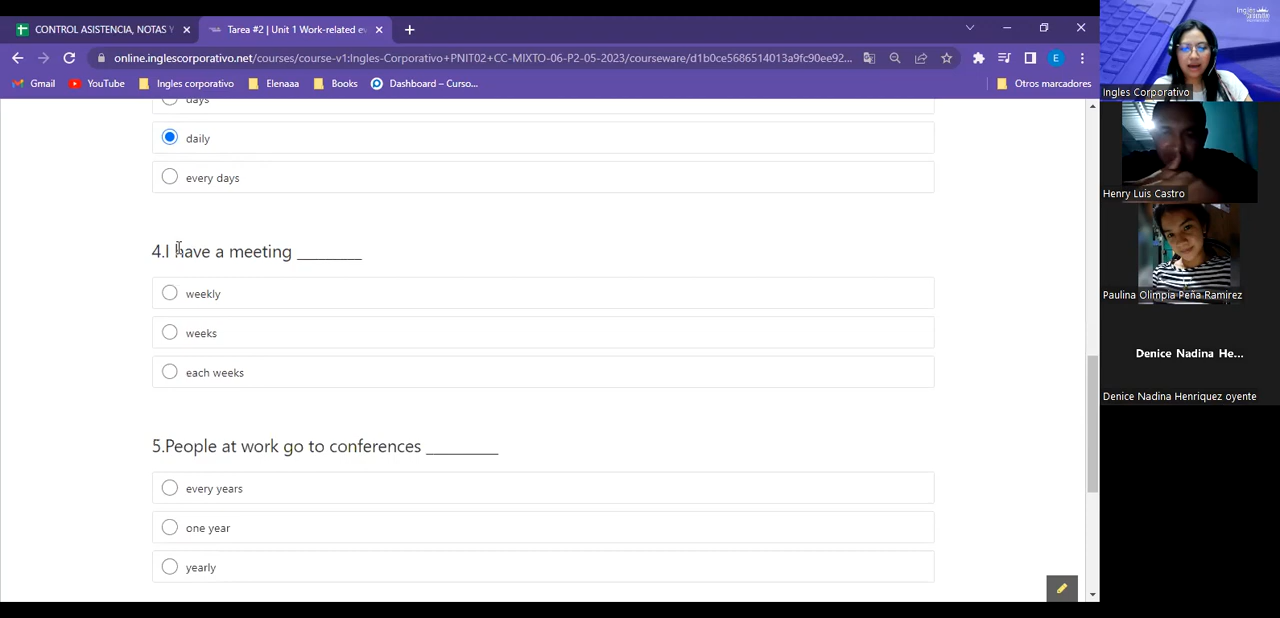 CONTROL ASISTENCIA, NOTAS Y
Tarea #2 | Unit 1 Work-related ev
online.inglescorporativo.net/courses/course-v1:Ingles-Corporativo+PNIT02+CC-MIXTO-06-P2-05-2023/courseware/d1b0ce5686514013a9fc90ee92...
E
Gmail
YouTube
Ingles corporativo
Elenaaa
Books
Dashboard – Curso...
Otros marcadores
days
daily
every days
4.I have a meeting ________
weekly
weeks
each weeks
5.People at work go to conferences _________
every years
one year
yearly
Ingles Corporativo
Henry Luis Castro
Paulina Olimpia Peña Ramirez
Denice Nadina He...
Denice Nadina Henriquez oyente